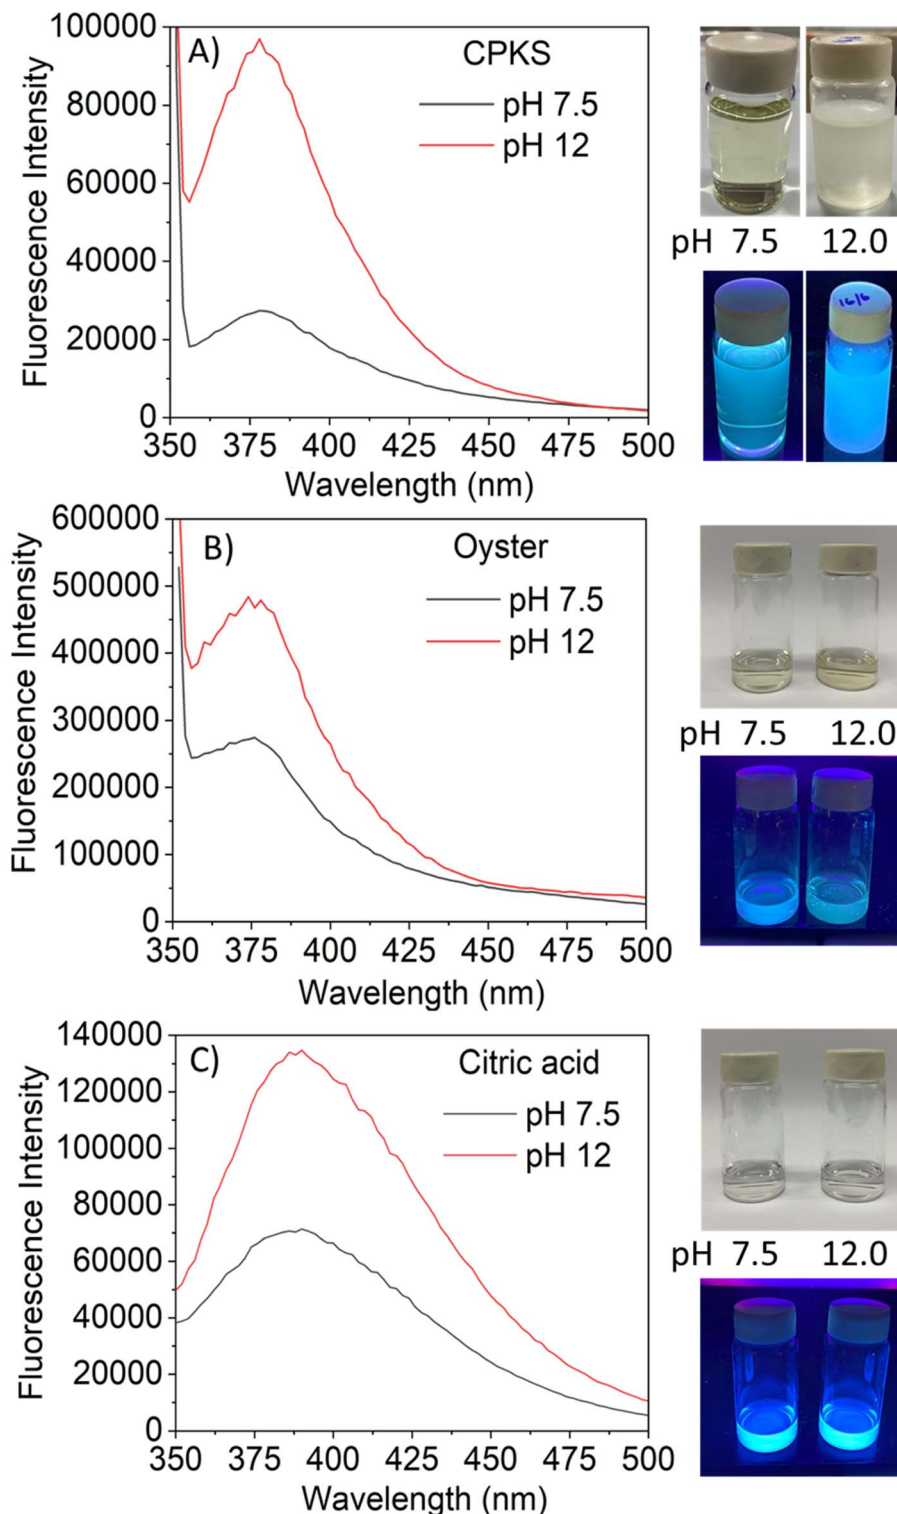 A)
CPKS
pH 7.5
pH 12
Fluorescence Intensity
100000
80000
60000
40000
20000
0
350 375 400 425 450 475 500
Wavelength (nm)
pH 7.5 12.0
16/6
B)
Oyster
pH 7.5
pH 12
Fluorescence Intensity
600000
500000
400000
300000
200000
100000
0
350 375 400 425 450 475 500
Wavelength (nm)
pH 7.5 12.0
C)
Citric acid
pH 7.5
pH 12
Fluorescence Intensity
140000
120000
100000
80000
60000
40000
20000
0
350 375 400 425 450 475 500
Wavelength (nm)
pH 7.5 12.0